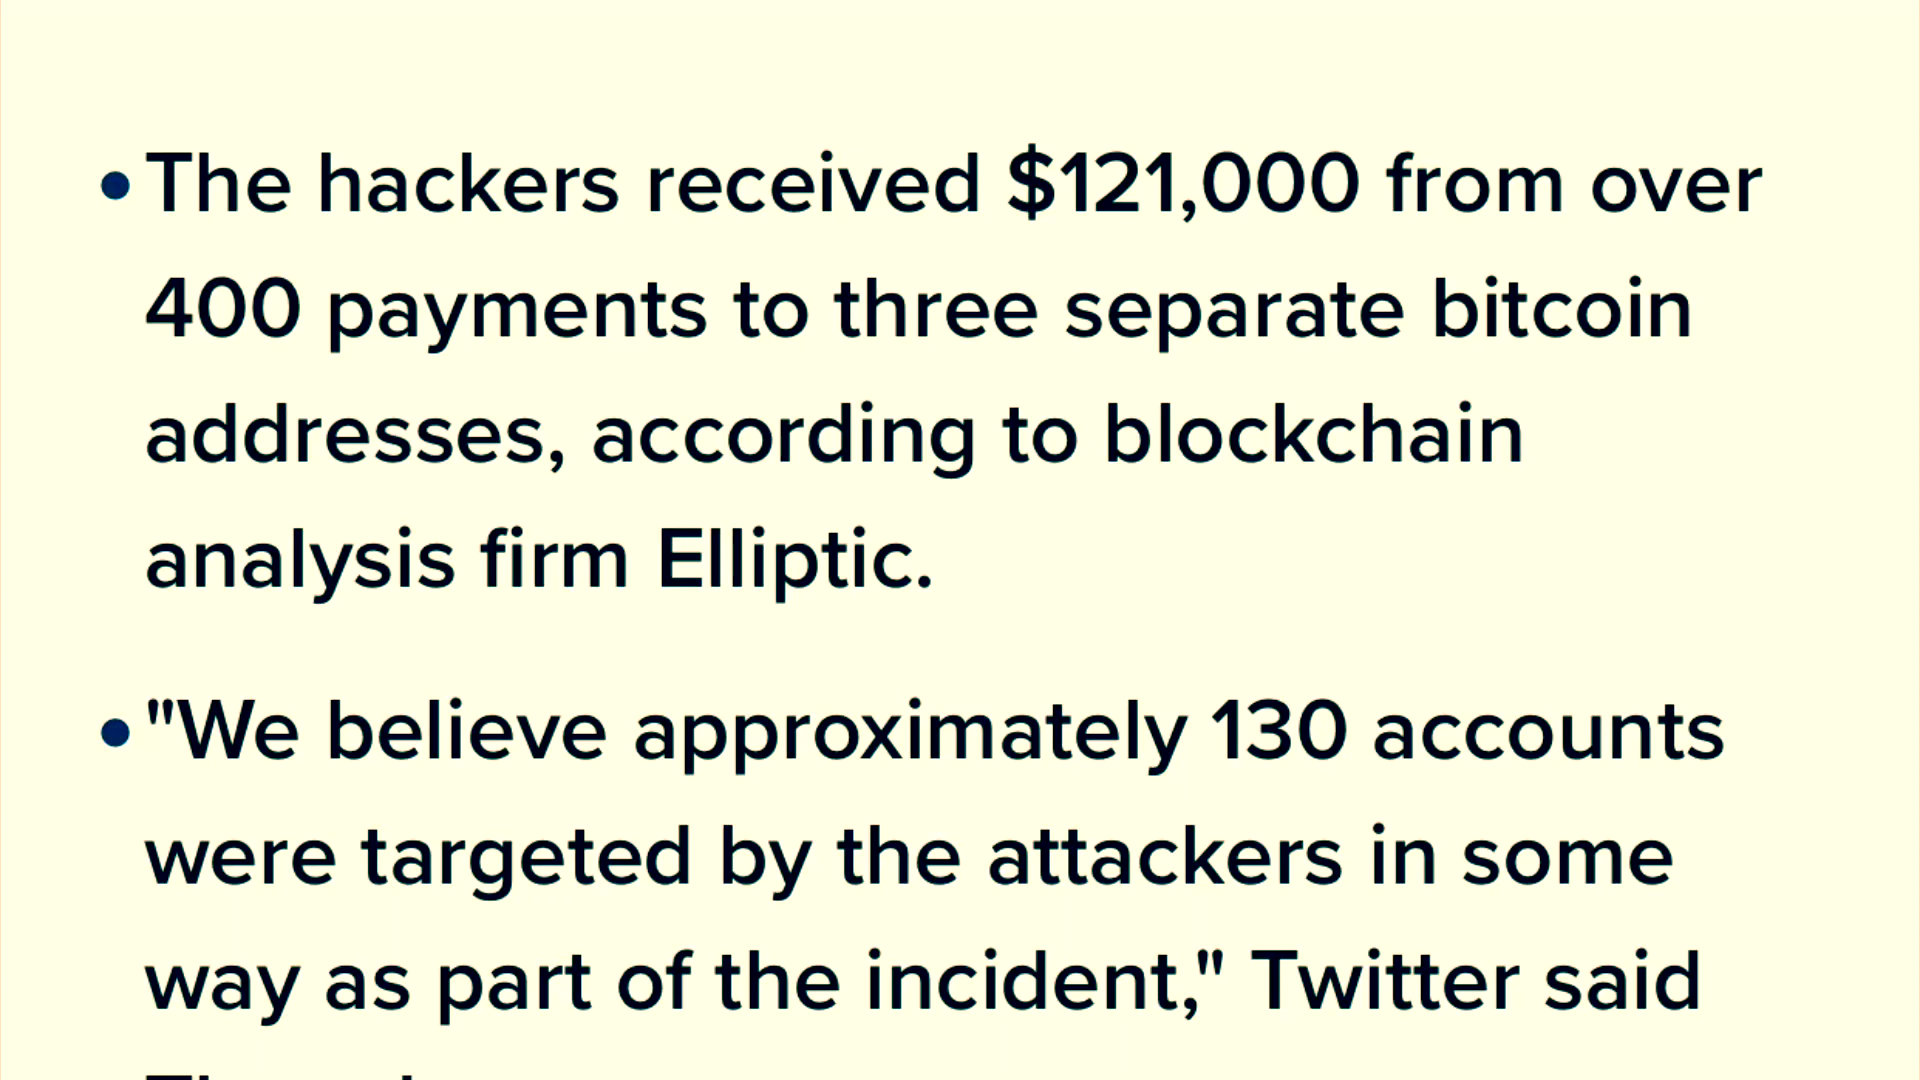 • The hackers received $121,000 from over
400 payments to three separate bitcoin
addresses, according to blockchain
analysis firm Elliptic.
• "We believe approximately 130 accounts
were targeted by the attackers in some
way as part of the incident," Twitter said